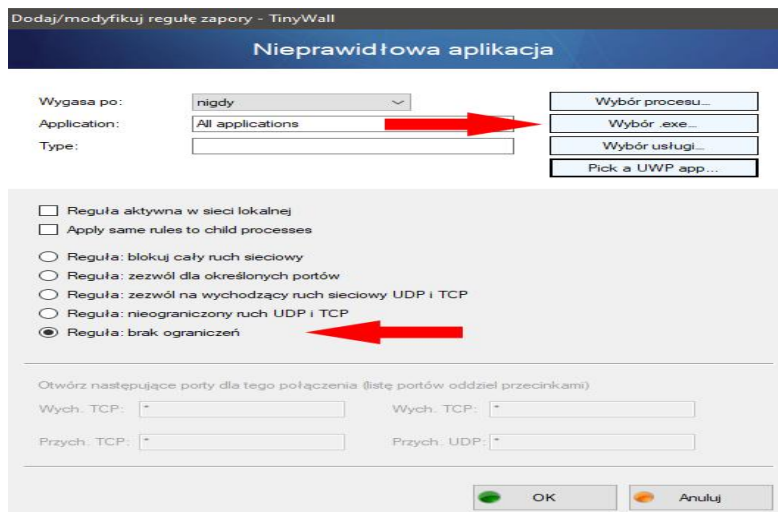 Dodaj/modyfikuj regułę zapory - TinyWall
Nieprawidłowa aplikacja
Wygasa po: nigdy Wybór procesu...
Application: All applications Wybór .exe...
Type: Wybór usługi...
Pick a UWP app...
Reguła aktywna w sieci lokalnej
Apply same rules to child processes
Reguła: blokuj cały ruch sieciowy
Reguła: zezwól dla określonych portów
Reguła: zezwól na wychodzący ruch sieciowy UDP i TCP
Reguła: nieograniczony ruch UDP i TCP
Reguła: brak ograniczeń
Otwórz następujące porty dla tego połączenia (listę portów oddziel przecinkami)
Wych. TCP: * Wych. TCP: *
Przych. TCP: * Przych. UDP: *
OK Anuluj